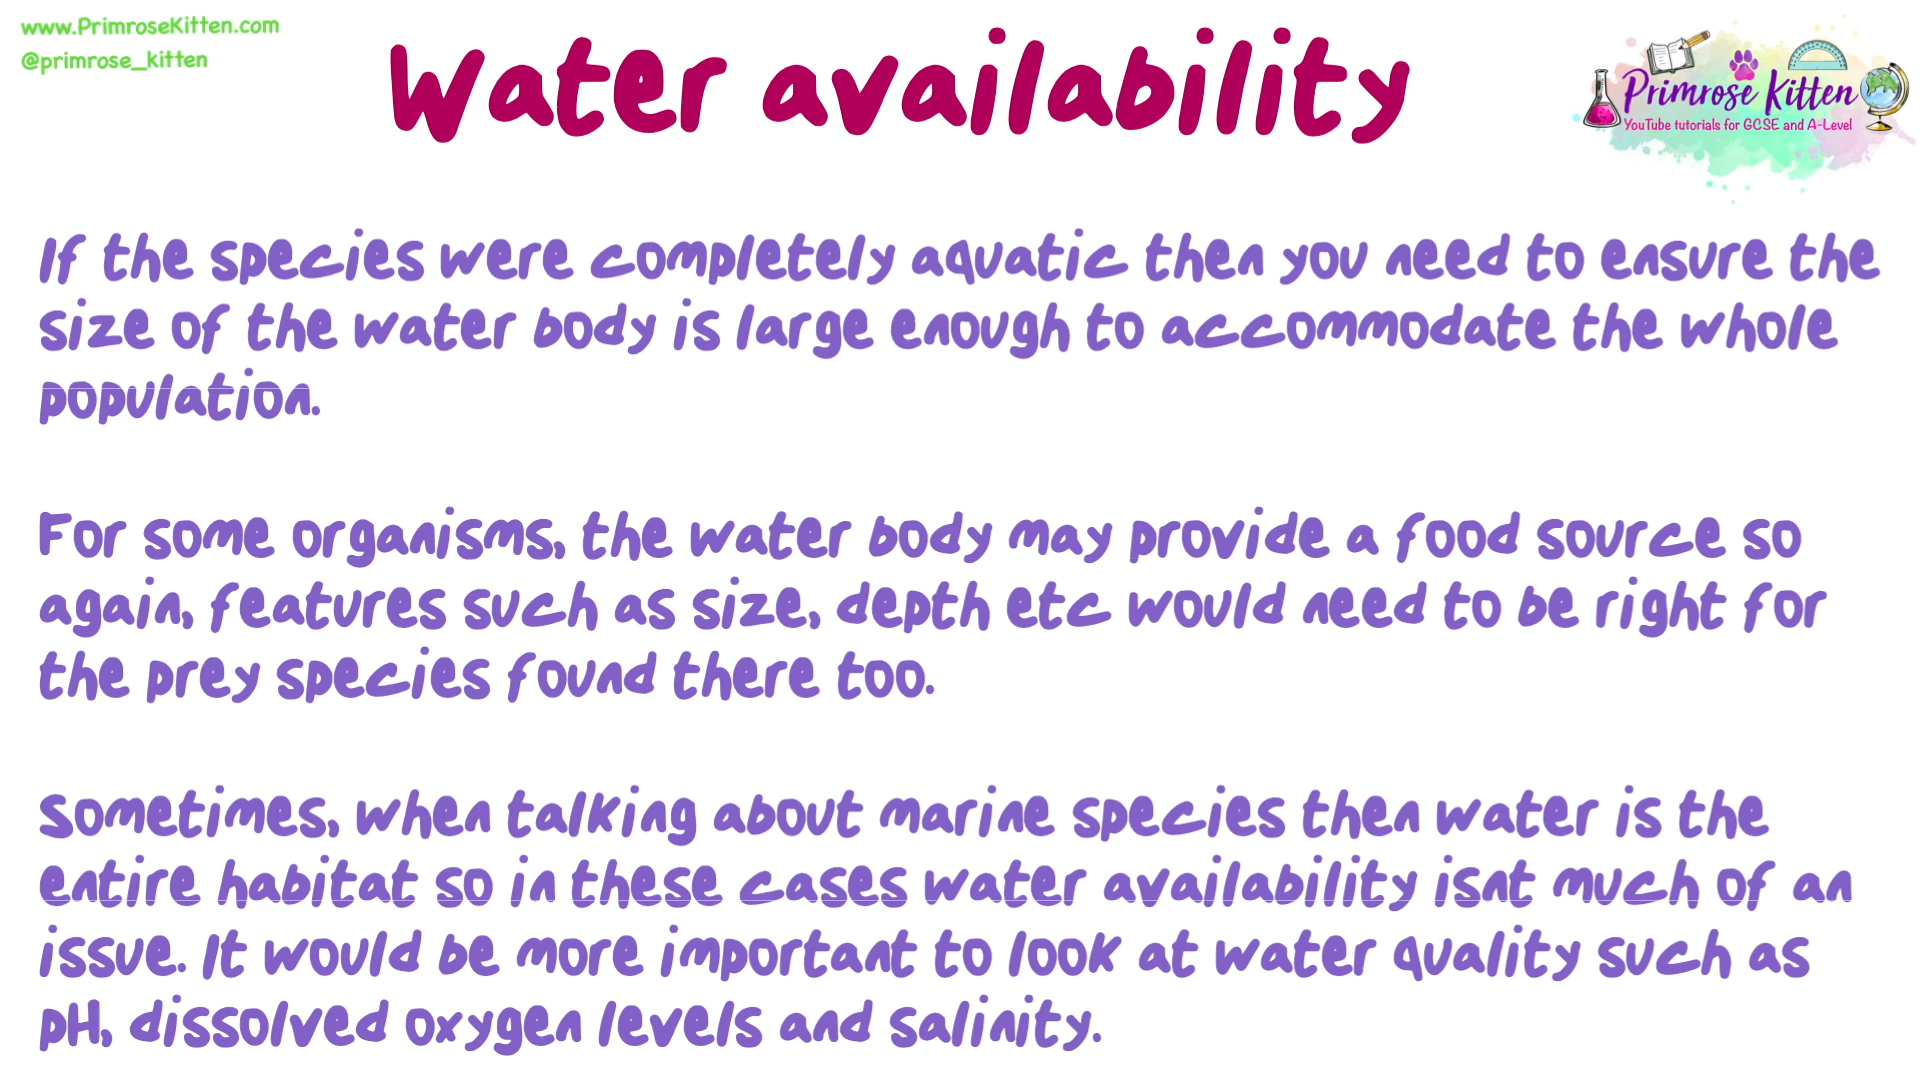 www.PrimroseKitten.com
@primrose_kitten
Water availability
Primrose Kitten
YouTube tutorials for GCSE and A-Level
If the species were completely aquatic then you need to ensure the
size of the water body is large enough to accommodate the whole
population.
For some organisms, the water body may provide a food source so
again, features such as size, depth etc would need to be right for
the prey species found there too.
Sometimes, when talking about marine species then water is the
entire habitat so in these cases water availability isnt much of an
issue. It would be more important to look at water quality such as
pH, dissolved oxygen levels and salinity.